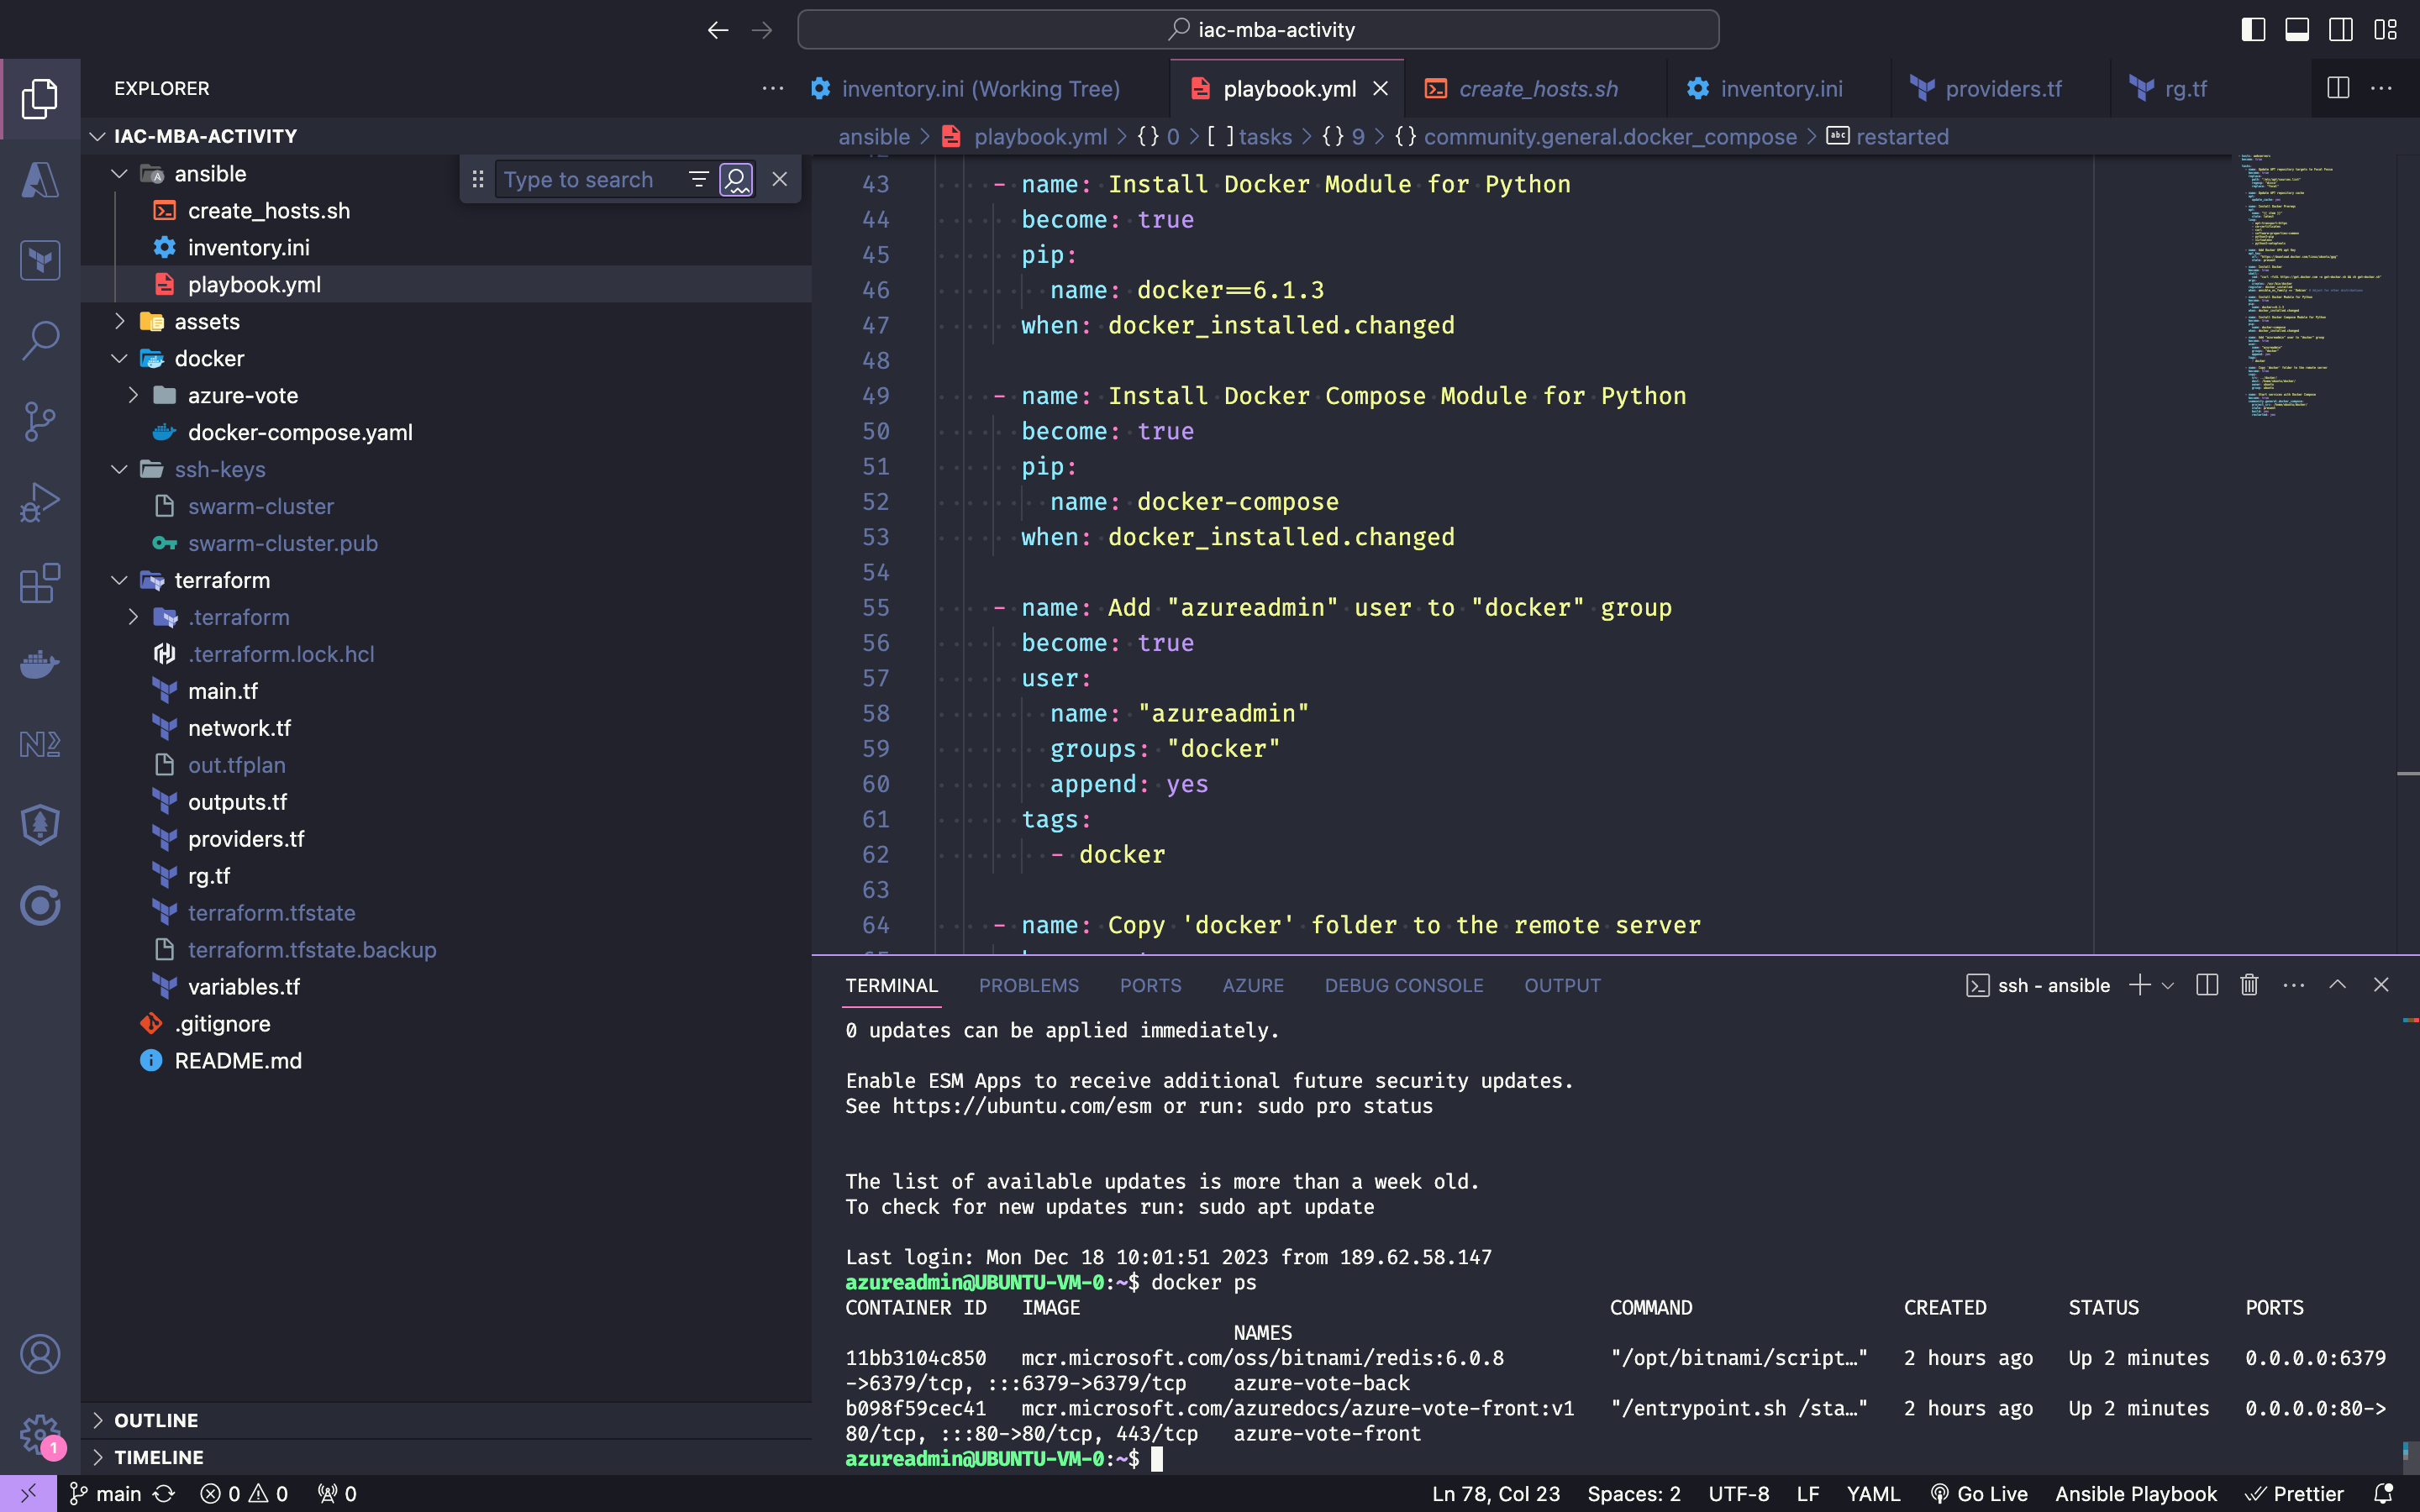 iac-mba-activity
EXPLORER
inventory.ini (Working Tree)
playbook.yml
create_hosts.sh
inventory.ini
providers.tf
rg.tf
IAC-MBA-ACTIVITY
ansible
playbook.yml
{} 0
[ ] tasks
{} 9
{} community.general.docker_compose
abc restarted
Type to search
ansible
create_hosts.sh
inventory.ini
playbook.yml
assets
docker
azure-vote
docker-compose.yaml
ssh-keys
swarm-cluster
swarm-cluster.pub
terraform
.terraform
.terraform.lock.hcl
main.tf
network.tf
out.tfplan
outputs.tf
providers.tf
rg.tf
terraform.tfstate
terraform.tfstate.backup
variables.tf
.gitignore
README.md
OUTLINE
TIMELINE
43 - name: Install Docker Module for Python
44 become: true
45 pip:
46 name: docker==6.1.3
47 when: docker_installed.changed
48
49 - name: Install Docker Compose Module for Python
50 become: true
51 pip:
52 name: docker-compose
53 when: docker_installed.changed
54
55 - name: Add "azureadmin" user to "docker" group
56 become: true
57 user:
58 name: "azureadmin"
59 groups: "docker"
60 append: yes
61 tags:
62 - docker
63
64 - name: Copy 'docker' folder to the remote server
TERMINAL PROBLEMS PORTS AZURE DEBUG CONSOLE OUTPUT
ssh - ansible
0 updates can be applied immediately.
Enable ESM Apps to receive additional future security updates.
See https://ubuntu.com/esm or run: sudo pro status
The list of available updates is more than a week old.
To check for new updates run: sudo apt update
Last login: Mon Dec 18 10:01:51 2023 from 189.62.58.147
azureadmin@UBUNTU-VM-0:~$ docker ps
CONTAINER ID IMAGE COMMAND CREATED STATUS PORTS
NAMES
11bb3104c850 mcr.microsoft.com/oss/bitnami/redis:6.0.8 "/opt/bitnami/script…" 2 hours ago Up 2 minutes 0.0.0.0:6379
->6379/tcp, :::6379->6379/tcp azure-vote-back
b098f59cec41 mcr.microsoft.com/azuredocs/azure-vote-front:v1 "/entrypoint.sh /sta…" 2 hours ago Up 2 minutes 0.0.0.0:80->
80/tcp, :::80->80/tcp, 443/tcp azure-vote-front
azureadmin@UBUNTU-VM-0:~$
1
main 0 0 0 Ln 78, Col 23 Spaces: 2 UTF-8 LF YAML Go Live Ansible Playbook Prettier